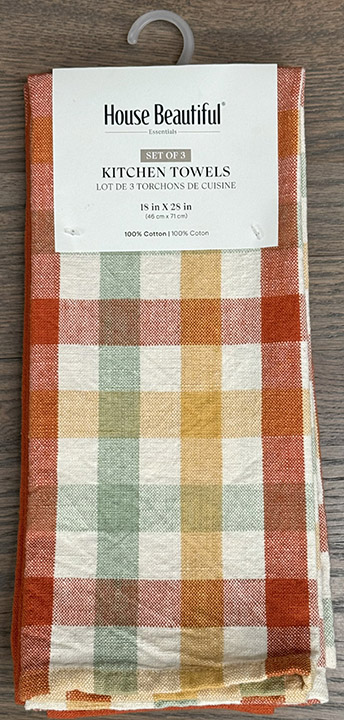 House Beautiful®
Essentials
SET OF 3
KITCHEN TOWELS
LOT DE 3 TORCHONS DE CUISINE
18 in X 28 in
(46 cm x 71 cm)
100% Cotton | 100% Coton